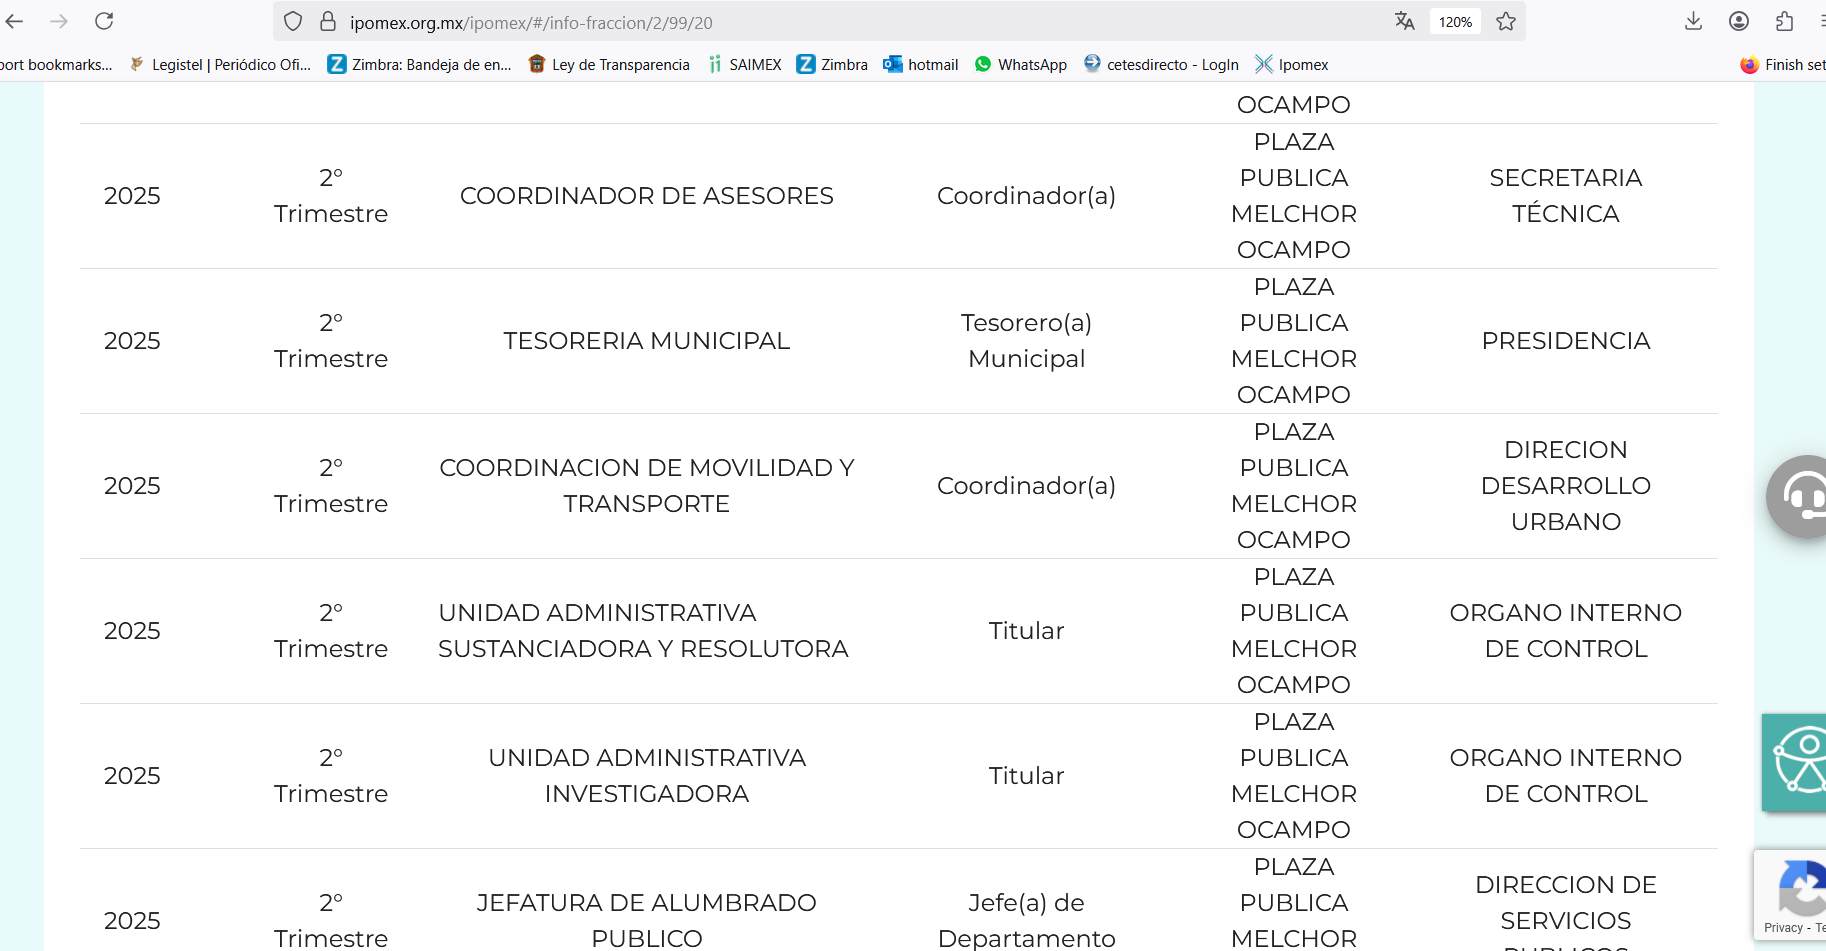 ipomex.org.mx/ipomex/#/info-fraccion/2/99/20
120%
port bookmarks...
Legistel | Periódico Ofi...
Zimbra: Bandeja de en...
Ley de Transparencia
SAIMEX
Zimbra
hotmail
WhatsApp
cetesdirecto - LogIn
Ipomex
Finish set
OCAMPO
2025
2°
Trimestre
COORDINADOR DE ASESORES
Coordinador(a)
PLAZA
PUBLICA
MELCHOR
OCAMPO
SECRETARIA
TÉCNICA
2025
2°
Trimestre
TESORERIA MUNICIPAL
Tesorero(a)
Municipal
PLAZA
PUBLICA
MELCHOR
OCAMPO
PRESIDENCIA
2025
2°
Trimestre
COORDINACION DE MOVILIDAD Y
TRANSPORTE
Coordinador(a)
PLAZA
PUBLICA
MELCHOR
OCAMPO
DIRECION
DESARROLLO
URBANO
2025
2°
Trimestre
UNIDAD ADMINISTRATIVA
SUSTANCIADORA Y RESOLUTORA
Titular
PLAZA
PUBLICA
MELCHOR
OCAMPO
ORGANO INTERNO
DE CONTROL
2025
2°
Trimestre
UNIDAD ADMINISTRATIVA
INVESTIGADORA
Titular
PLAZA
PUBLICA
MELCHOR
OCAMPO
ORGANO INTERNO
DE CONTROL
2025
2°
Trimestre
JEFATURA DE ALUMBRADO
PUBLICO
Jefe(a) de
Departamento
PLAZA
PUBLICA
MELCHOR
DIRECCION DE
SERVICIOS
PUBLICOS
Privacy - Te